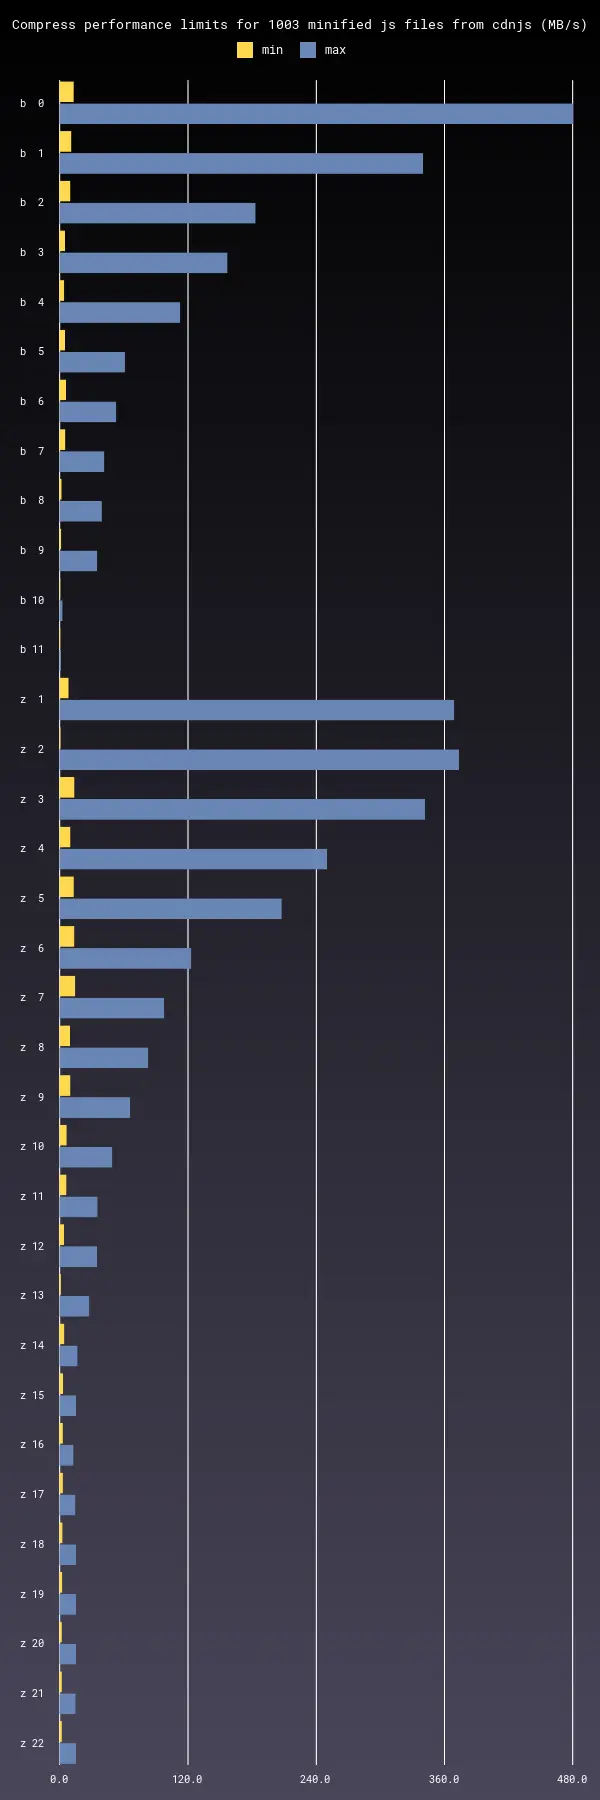 Compress performance limits for 1003 minified js files from cdnjs (MB/s)
min max
b 0
b 1
b 2
b 3
b 4
b 5
b 6
b 7
b 8
b 9
b 10
b 11
z 1
z 2
z 3
z 4
z 5
z 6
z 7
z 8
z 9
z 10
z 11
z 12
z 13
z 14
z 15
z 16
z 17
z 18
z 19
z 20
z 21
z 22
0.0 120.0 240.0 360.0 480.0